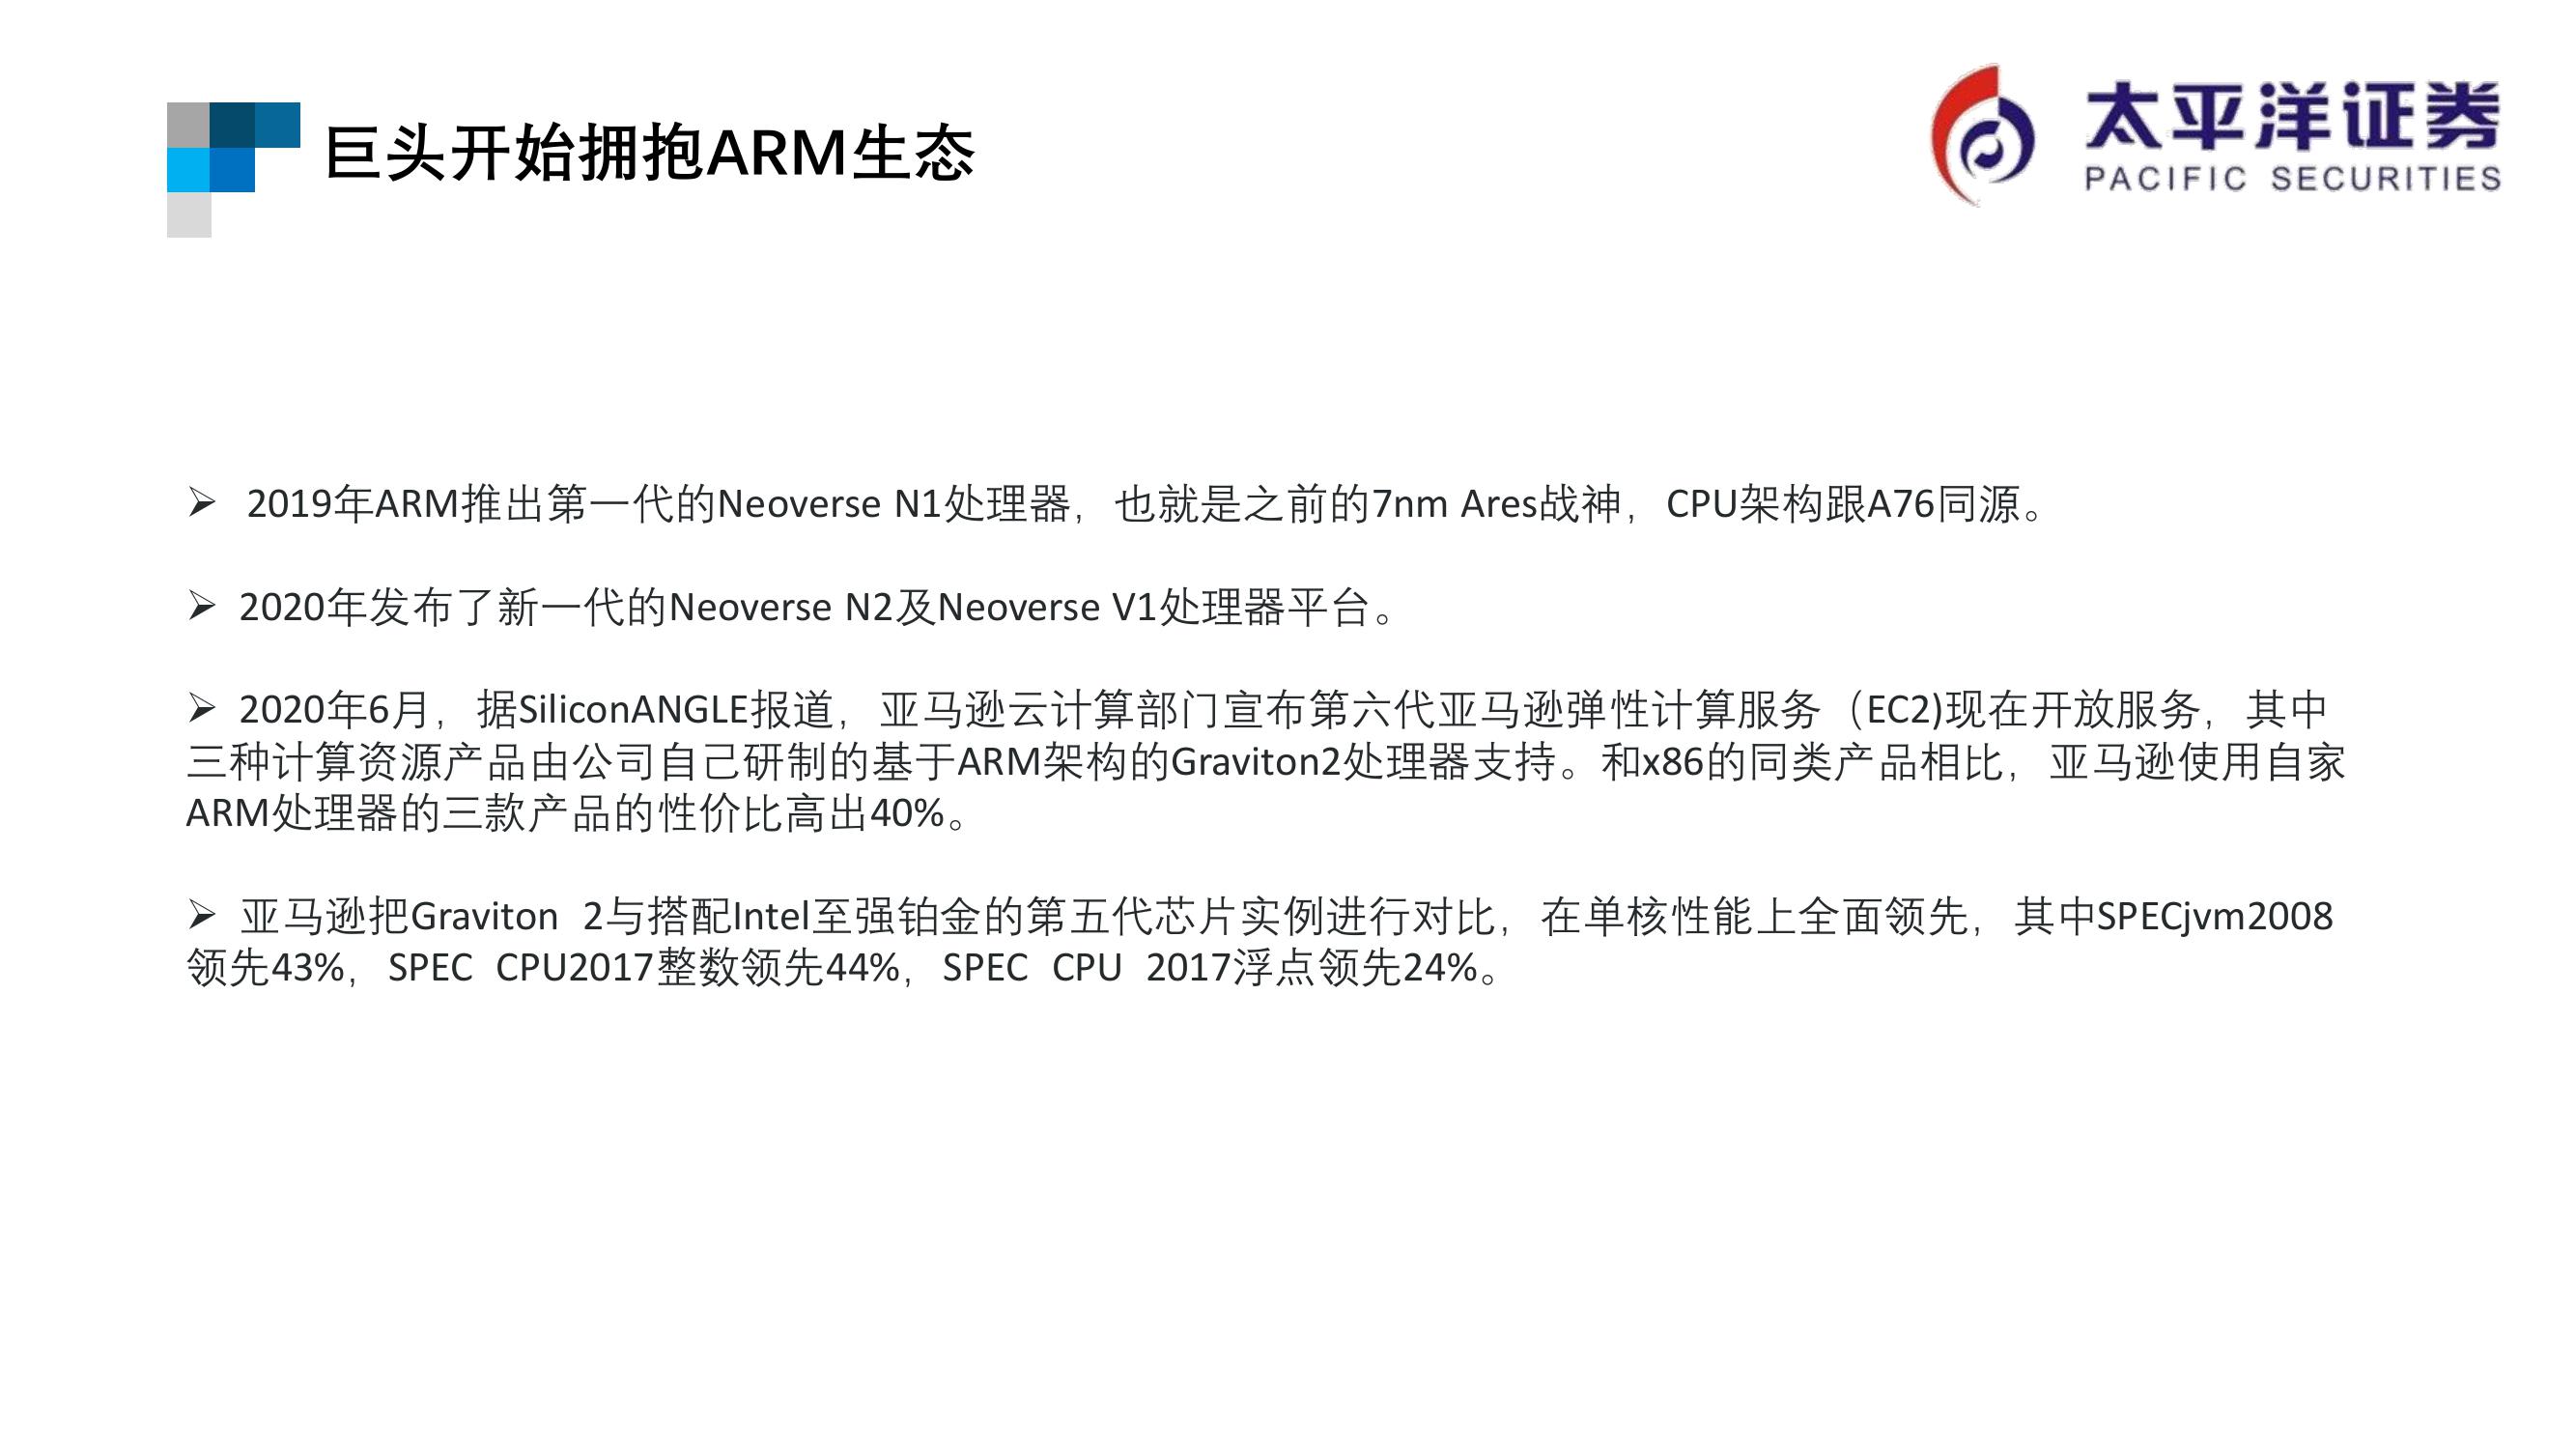 巨头开始拥抱ARM生态
太平洋证券
PACIFIC SECURITIES
➢ 2019年ARM推出第一代的Neoverse N1处理器，也就是之前的7nm Ares战神，CPU架构跟A76同源。
➢ 2020年发布了新一代的Neoverse N2及Neoverse V1处理器平台。
➢ 2020年6月，据SiliconANGLE报道，亚马逊云计算部门宣布第六代亚马逊弹性计算服务（EC2)现在开放服务，其中
三种计算资源产品由公司自己研制的基于ARM架构的Graviton2处理器支持。和x86的同类产品相比，亚马逊使用自家
ARM处理器的三款产品的性价比高出40%。
➢ 亚马逊把Graviton 2与搭配Intel至强铂金的第五代芯片实例进行对比，在单核性能上全面领先，其中SPECjvm2008
领先43%，SPEC CPU2017整数领先44%，SPEC CPU 2017浮点领先24%。